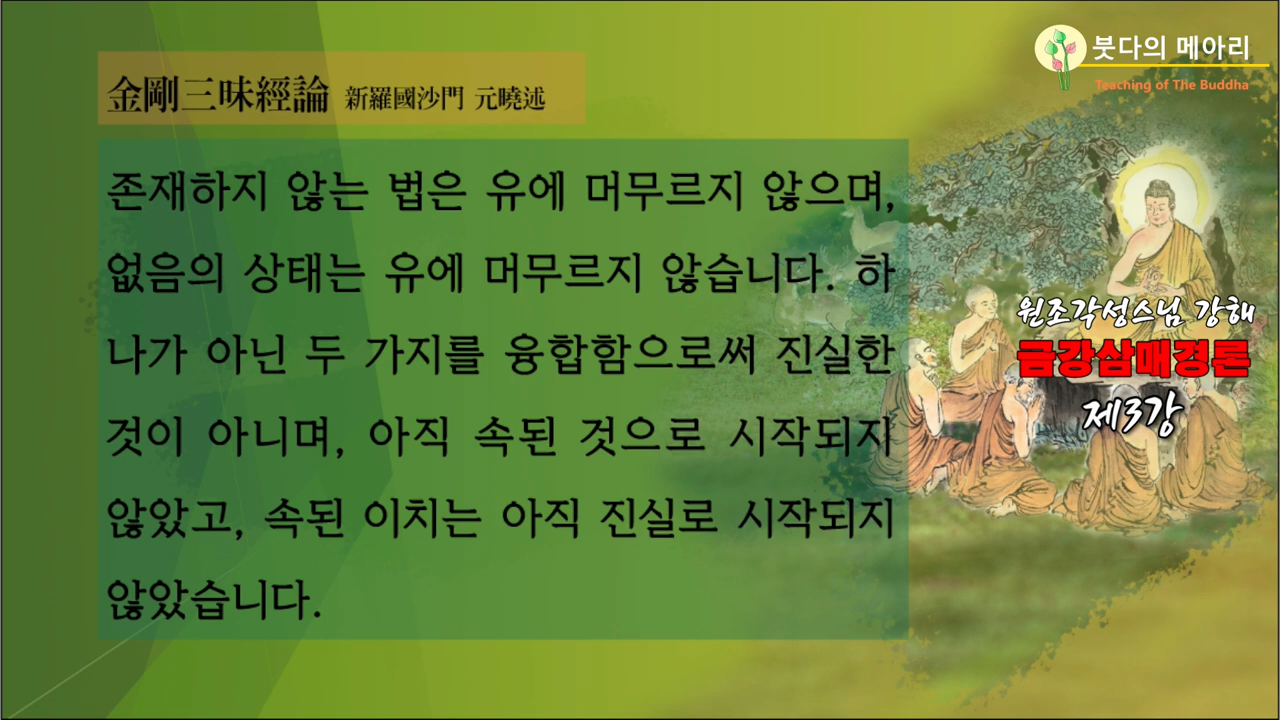 붓다의 메아리
Teaching of The Buddha
金剛三昧經論 新羅國沙門 元曉述
존재하지 않는 법은 유에 머무르지 않으며,
없음의 상태는 유에 머무르지 않습니다. 하
나가 아닌 두 가지를 융합함으로써 진실한
것이 아니며, 아직 속된 것으로 시작되지
않았고, 속된 이치는 아직 진실로 시작되지
않았습니다.
원조각성스님 강해
금강삼매경론
제3강